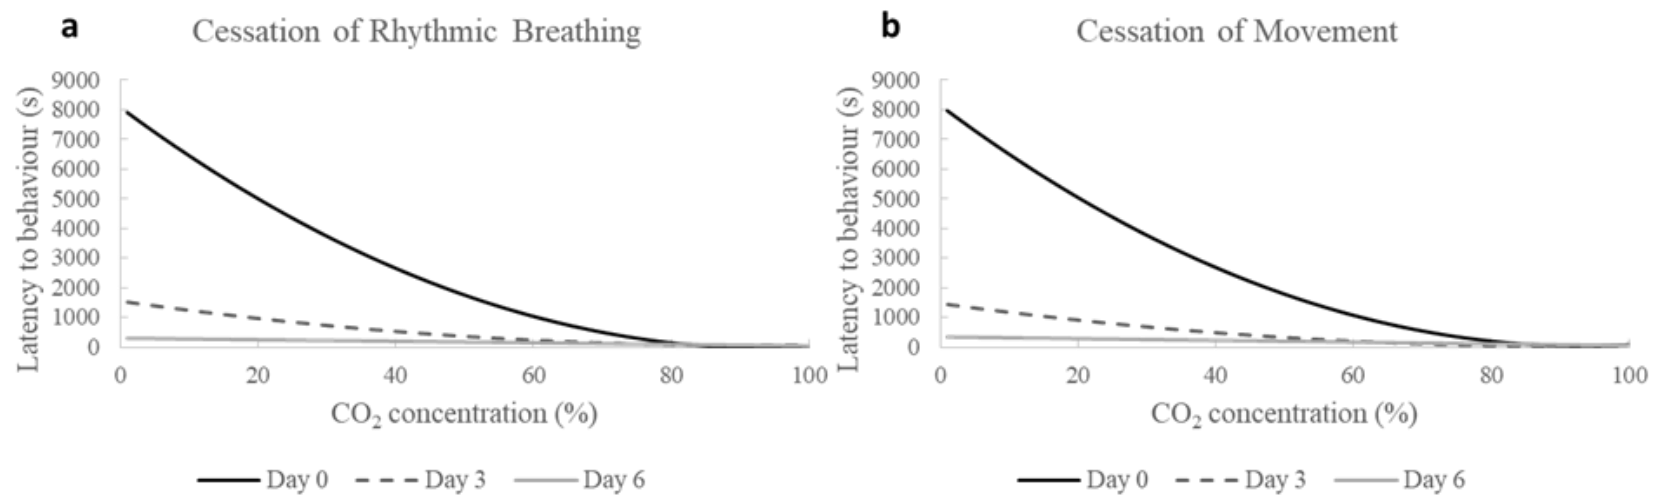 a
Cessation of Rhythmic Breathing
Latency to behaviour (s)
9000
8000
7000
6000
5000
4000
3000
2000
1000
0
0 20 40 60 80 100
CO₂ concentration (%)
Day 0 Day 3 Day 6
b
Cessation of Movement
Latency to behaviour (s)
9000
8000
7000
6000
5000
4000
3000
2000
1000
0
0 20 40 60 80 100
CO₂ concentration (%)
Day 0 Day 3 Day 6